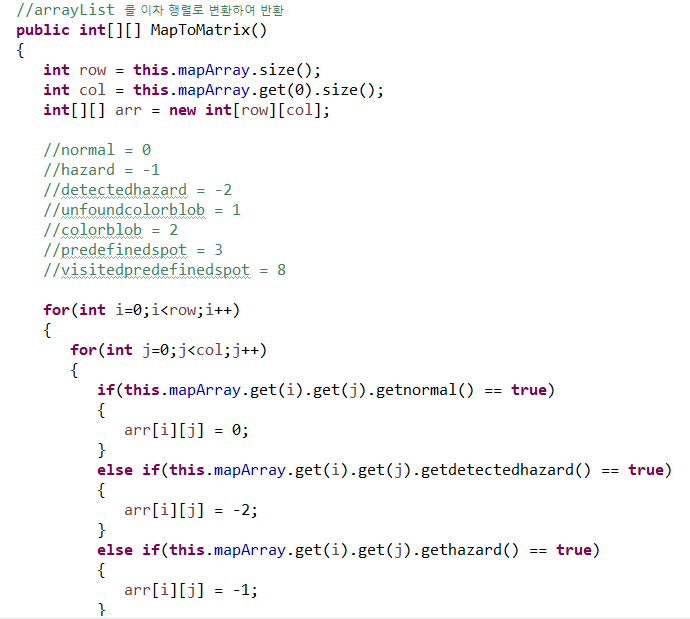 //arrayList 를 이차 행렬로 변환하여 반환
public int[][] MapToMatrix()
{
int row = this.mapArray.size();
int col = this.mapArray.get(0).size();
int[][] arr = new int[row][col];
//normal = 0
//hazard = -1
//detectedhazard = -2
//unfoundcolorblob = 1
//colorblob = 2
//predefinedspot = 3
//visitedpredefinedspot = 8
for(int i=0;i<row;i++)
{
for(int j=0;j<col;j++)
{
if(this.mapArray.get(i).get(j).getnormal() == true)
{
arr[i][j] = 0;
}
else if(this.mapArray.get(i).get(j).getdetectedhazard() == true)
{
arr[i][j] = -2;
}
else if(this.mapArray.get(i).get(j).gethazard() == true)
{
arr[i][j] = -1;
}